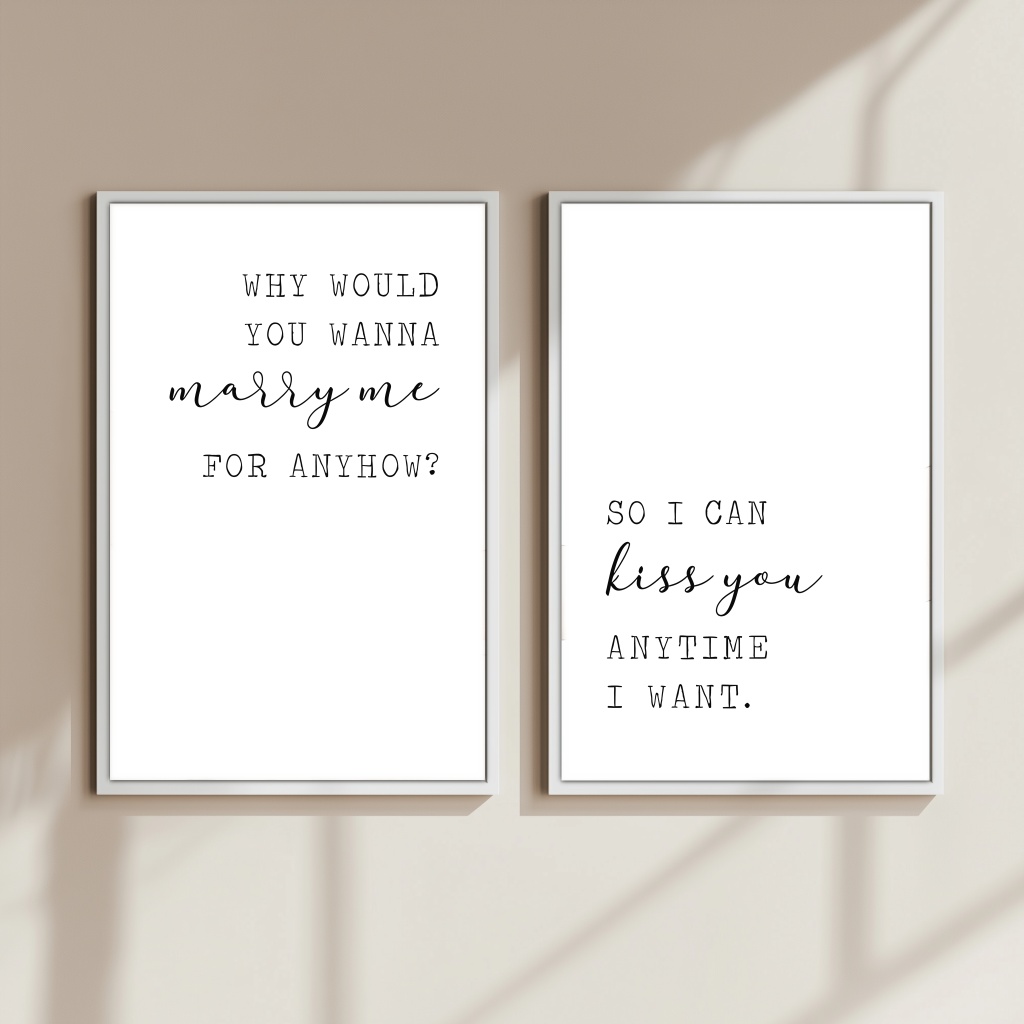 WHY WOULD
YOU WANNA
marry me
FOR ANYHOW?
SO I CAN
kiss you
ANYTIME
I WANT.